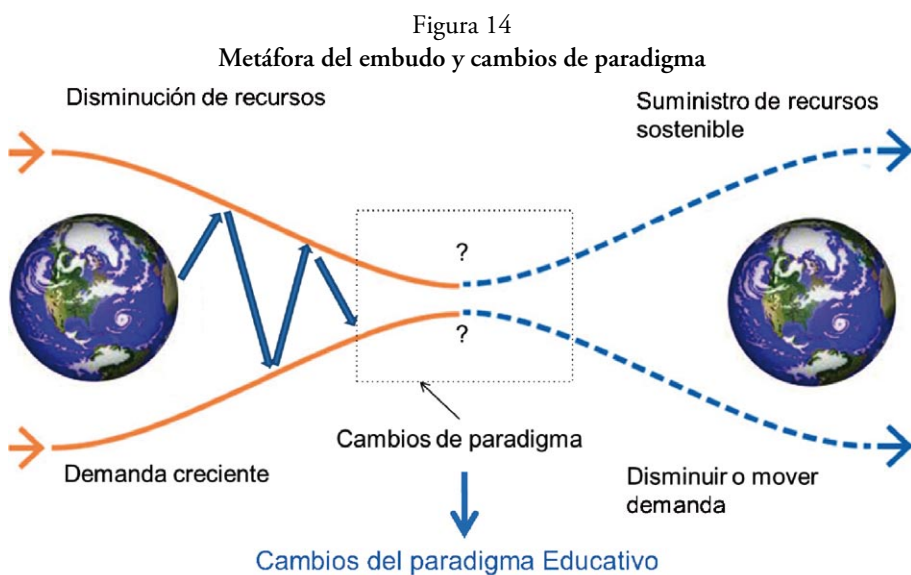 Figura 14
Metáfora del embudo y cambios de paradigma
Disminución de recursos
Suministro de recursos
sostenible
?
?
Cambios de paradigma
Demanda creciente
Disminuir o mover
demanda
Cambios del paradigma Educativo